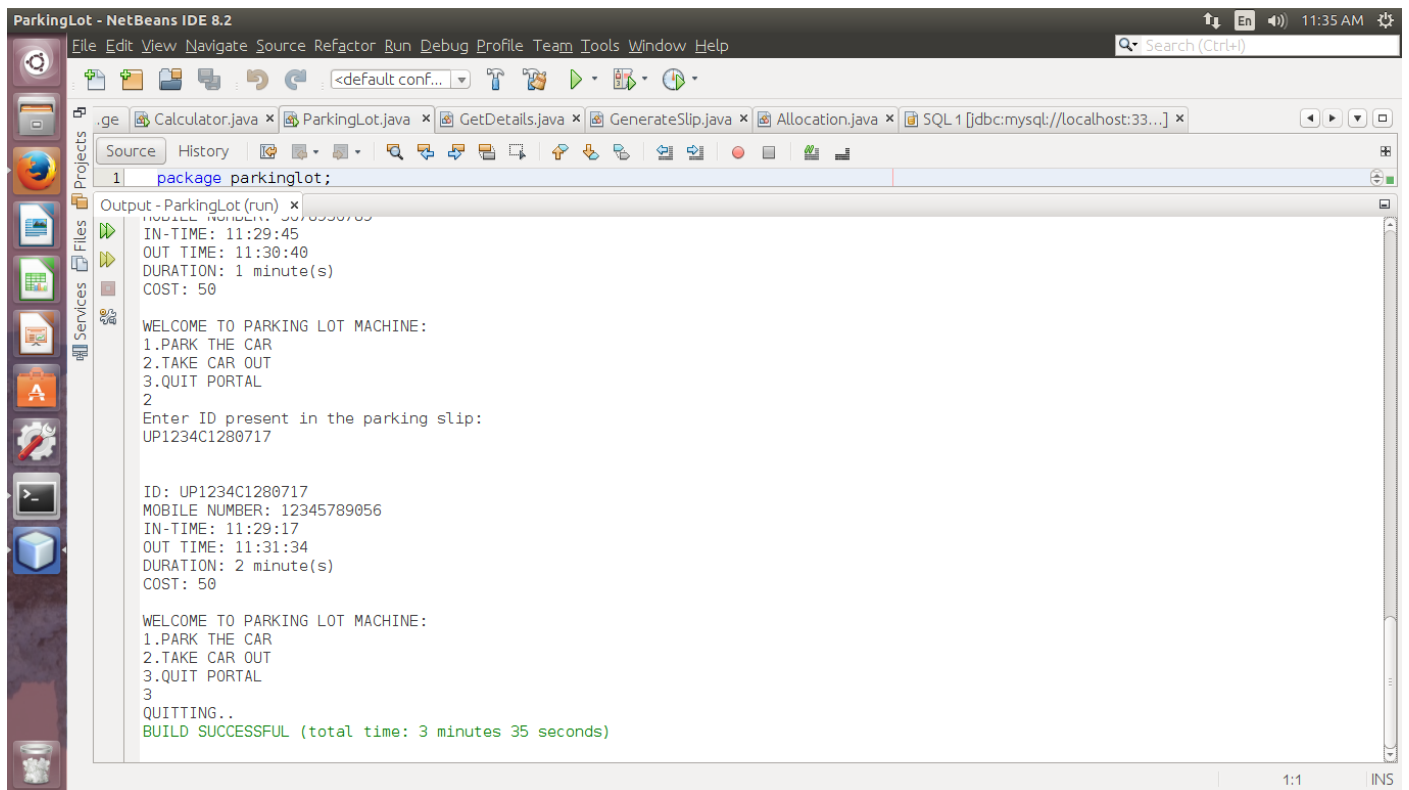 ParkingLot - NetBeans IDE 8.2
En 11:35 AM
File Edit View Navigate Source Refactor Run Debug Profile Team Tools Window Help
Search (Ctrl+I)
<default conf...
.ge Calculator.java ParkingLot.java GetDetails.java GenerateSlip.java Allocation.java SQL 1 [jdbc:mysql://localhost:33...]
Source History
1 package parkinglot;
Projects
Files
Services
Output - ParkingLot (run)
MOBILE NUMBER:
IN-TIME: 11:29:45
OUT TIME: 11:30:40
DURATION: 1 minute(s)
COST: 50
WELCOME TO PARKING LOT MACHINE:
1.PARK THE CAR
2.TAKE CAR OUT
3.QUIT PORTAL
2
Enter ID present in the parking slip:
UP1234C1280717
ID: UP1234C1280717
MOBILE NUMBER: 12345789056
IN-TIME: 11:29:17
OUT TIME: 11:31:34
DURATION: 2 minute(s)
COST: 50
WELCOME TO PARKING LOT MACHINE:
1.PARK THE CAR
2.TAKE CAR OUT
3.QUIT PORTAL
3
QUITTING..
BUILD SUCCESSFUL (total time: 3 minutes 35 seconds)
1:1 INS